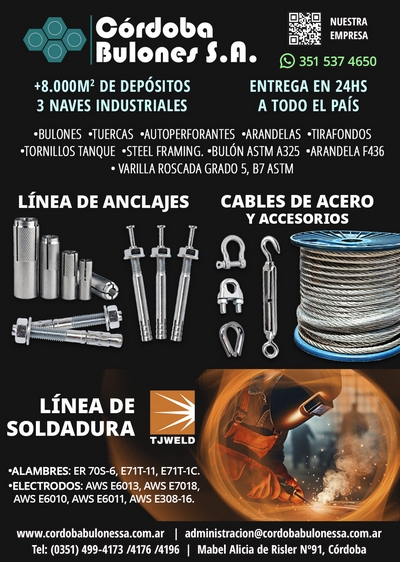 Córdoba
Bulones S.A.
NUESTRA
EMPRESA
351 537 4650
+8.000M² DE DEPÓSITOS
3 NAVES INDUSTRIALES
ENTREGA EN 24HS
A TODO EL PAÍS
•BULONES •TUERCAS •AUTOPERFORANTES •ARANDELAS •TIRAFONDOS
•TORNILLOS TANQUE •STEEL FRAMING. •BULÓN ASTM A325 •ARANDELA F436
• VARILLA ROSCADA GRADO 5, B7 ASTM
LÍNEA DE ANCLAJES
CABLES DE ACERO
Y ACCESORIOS
LÍNEA DE
SOLDADURA
TJWELD
•ALAMBRES: ER 70S-6, E71T-11, E71T-1C.
•ELECTRODOS: AWS E6013, AWS E7018,
AWS E6010, AWS E6011, AWS E308-16.
www.cordobabulonessa.com.ar | administracion@cordobabulonessa.com.ar
Tel: (0351) 499-4173 /4176 /4196 | Mabel Alicia de Risler Nº91, Córdoba